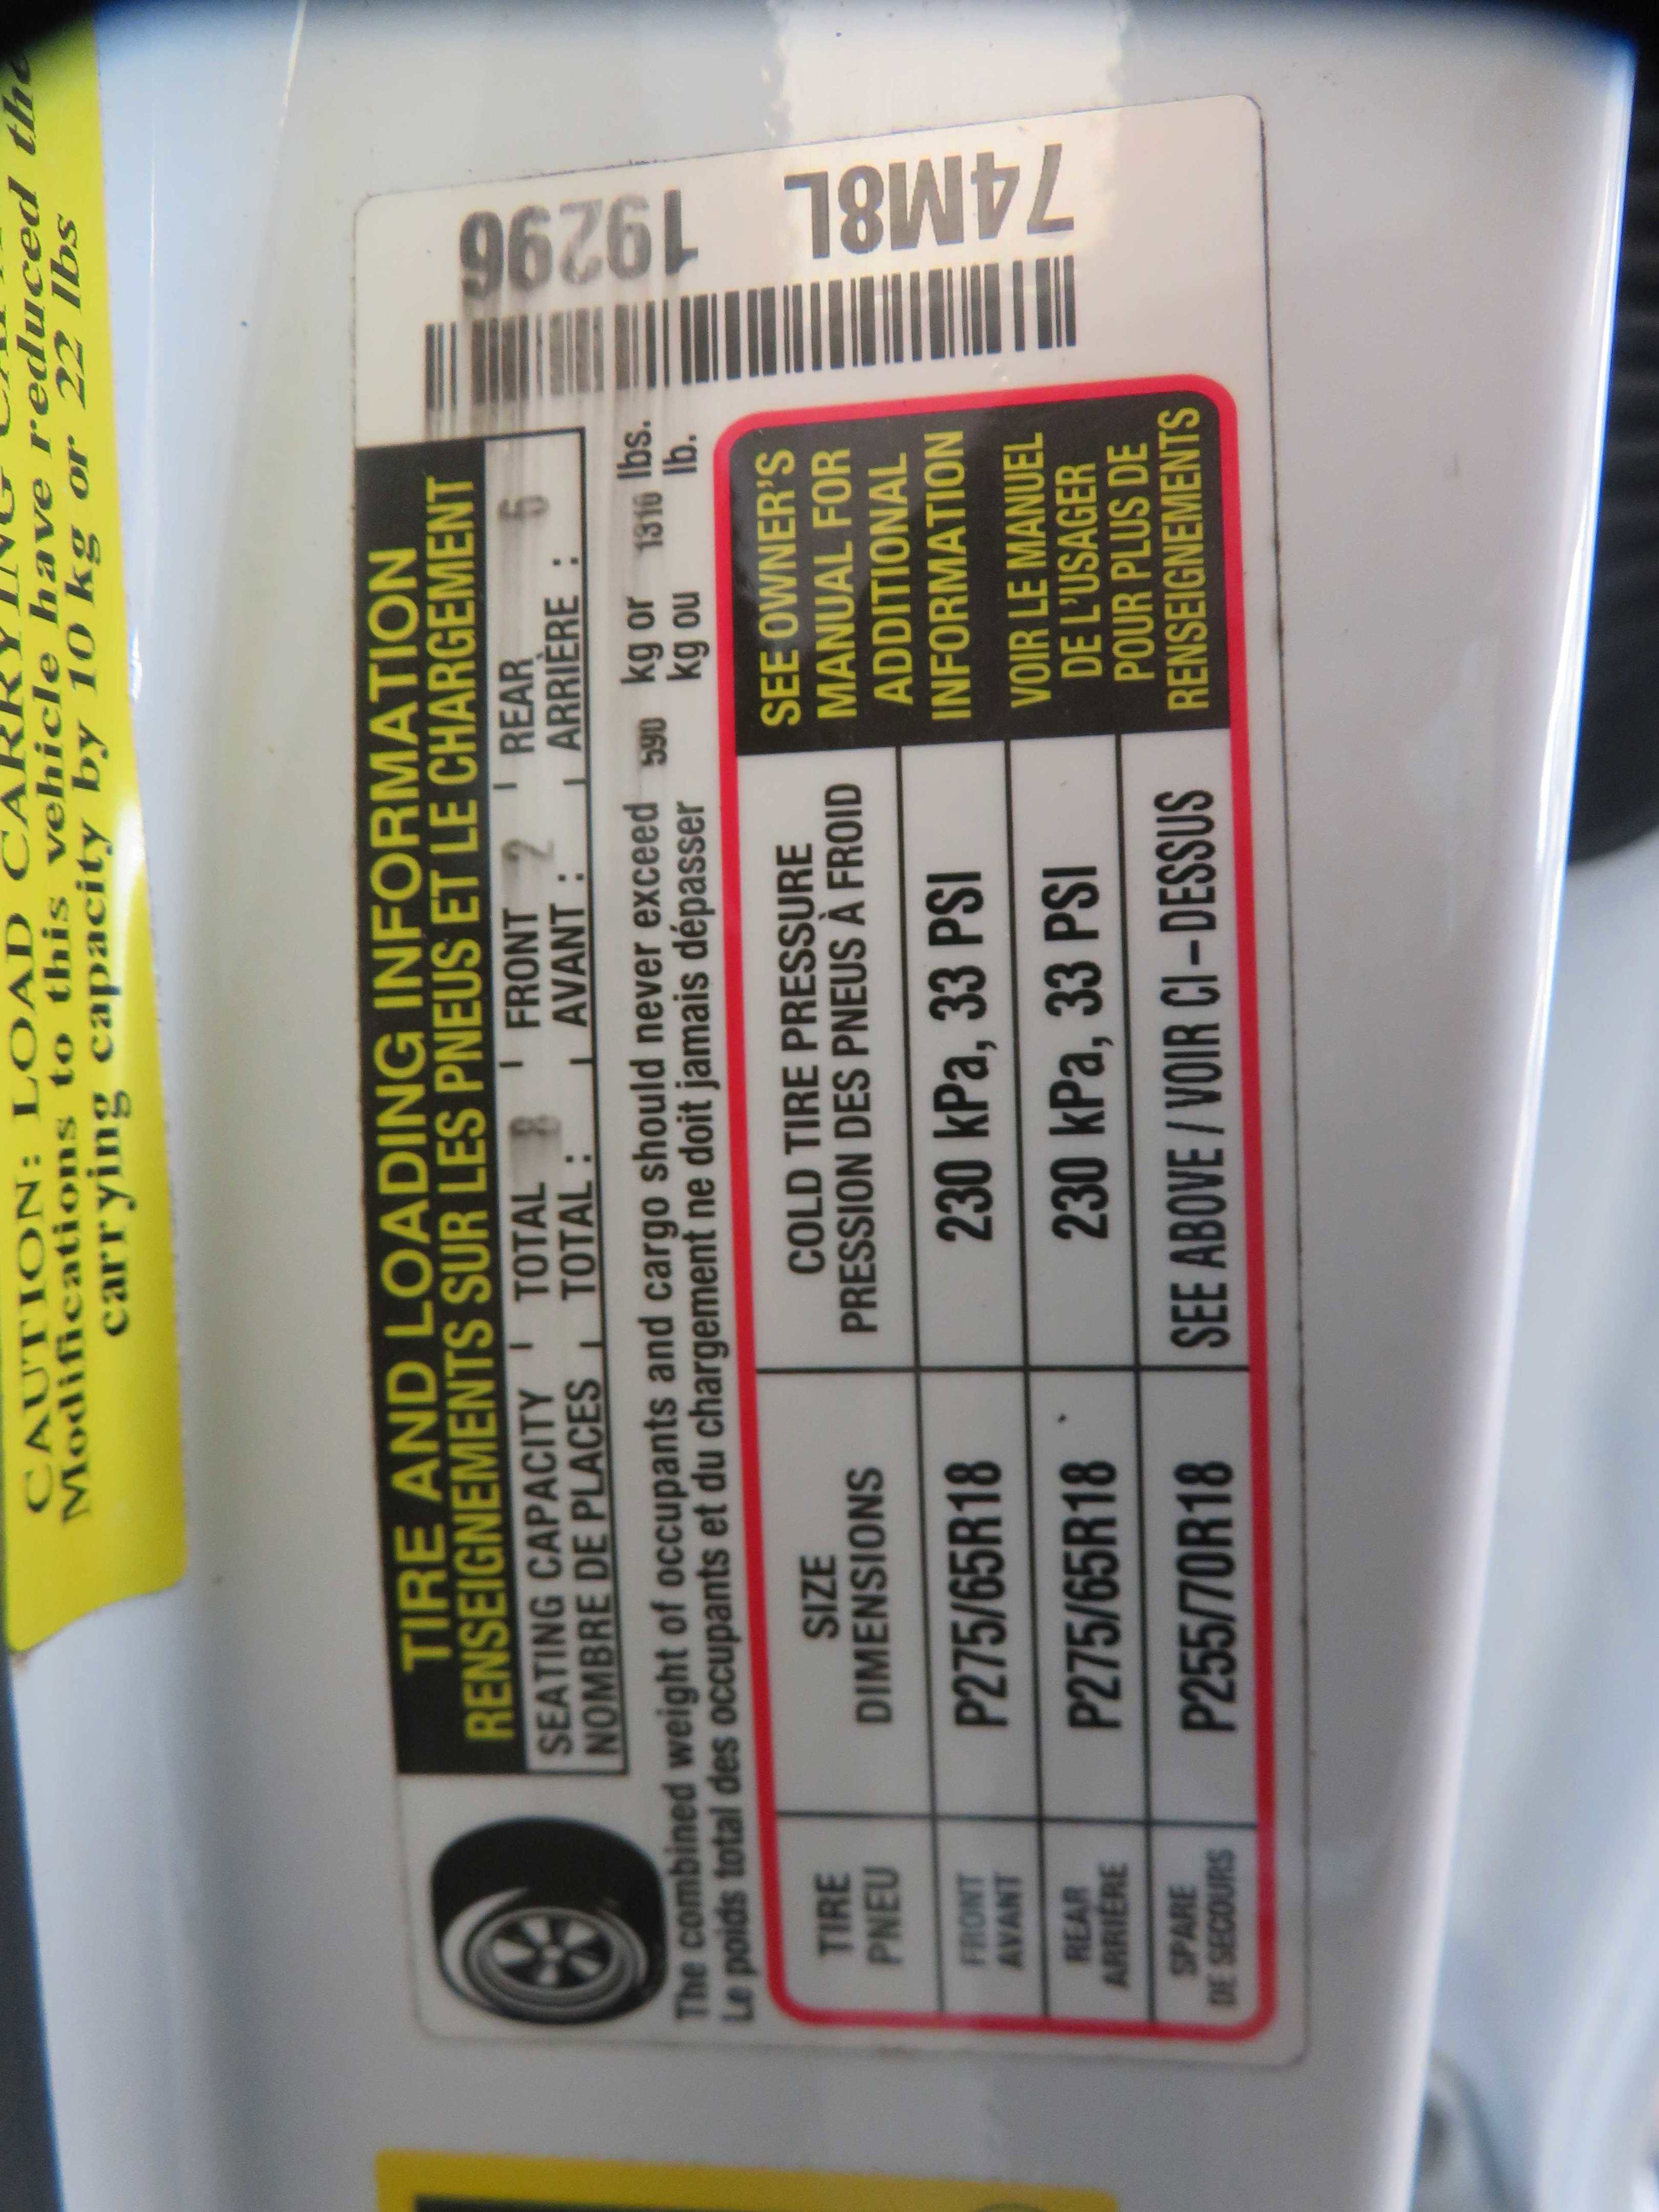 CAUTION: LOAD CARRYING
Modifications to this vehicle have reduced the
carrying capacity by 10 kg or 22 lbs
TIRE AND LOADING INFORMATION
RENSEIGNEMENTS SUR LES PNEUS ET LE CHARGEMENT
SEATING CAPACITY TOTAL 8 FRONT 2 REAR 6
NOMBRE DE PLACES TOTAL : AVANT : ARRIÈRE :
The combined weight of occupants and cargo should never exceed 590 kg or 1310 lbs.
Le poids total des occupants et du chargement ne doit jamais dépasser kg ou lb.
TIRE SIZE COLD TIRE PRESSURE
PNEU DIMENSIONS PRESSION DES PNEUS À FROID
FRONT P275/65R18 230 kPa, 33 PSI
AVANT
REAR P275/65R18 230 kPa, 33 PSI
ARRIÈRE
SPARE P255/70R18 SEE ABOVE / VOIR CI-DESSUS
DE SECOURS
SEE OWNER'S
MANUAL FOR
ADDITIONAL
INFORMATION
VOIR LE MANUEL
DE L'USAGER
POUR PLUS DE
RENSEIGNEMENTS
74M8L 19296